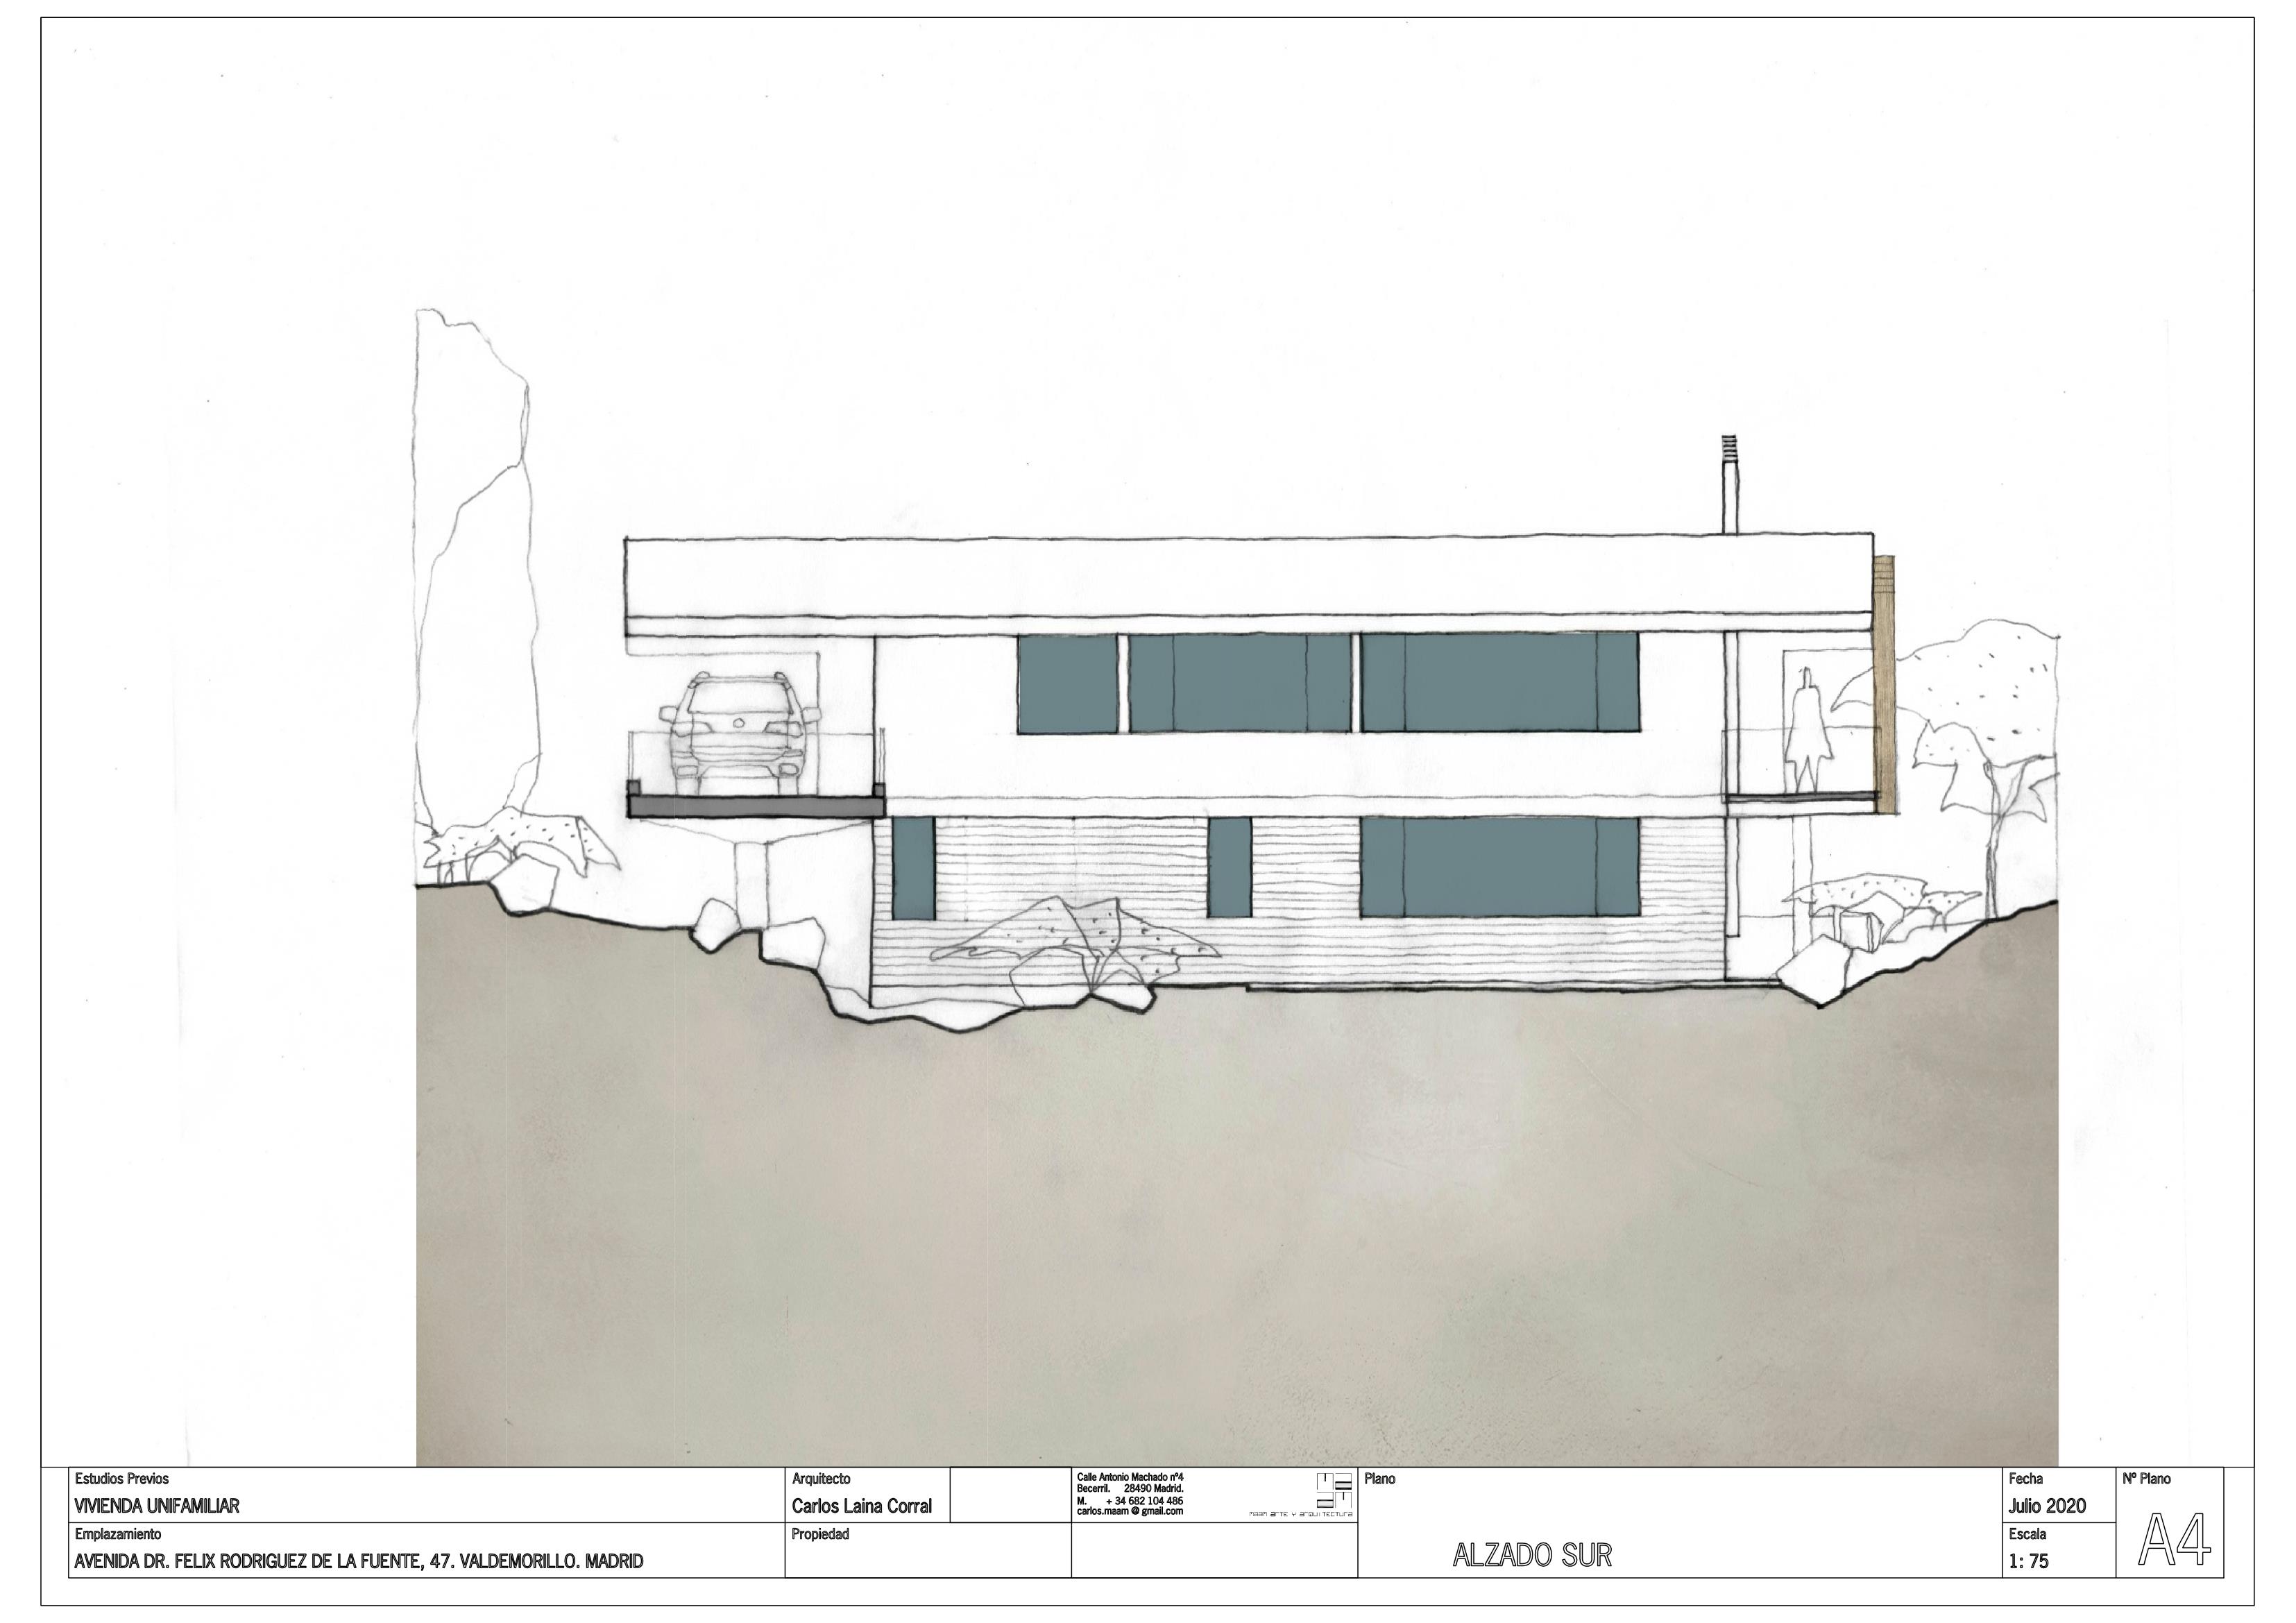 Estudios Previos
VIVIENDA UNIFAMILIAR
Emplazamiento
AVENIDA DR. FELIX RODRIGUEZ DE LA FUENTE, 47. VALDEMORILLO. MADRID
Arquitecto
Carlos Laina Corral
Propiedad
Calle Antonio Machado nº4
Becerril. 28490 Madrid.
M. + 34 682 104 486
carlos.maam @ gmail.com
maam arte y arquitectura
Plano
ALZADO SUR
Fecha
Julio 2020
Escala
1: 75
Nº Plano
A4